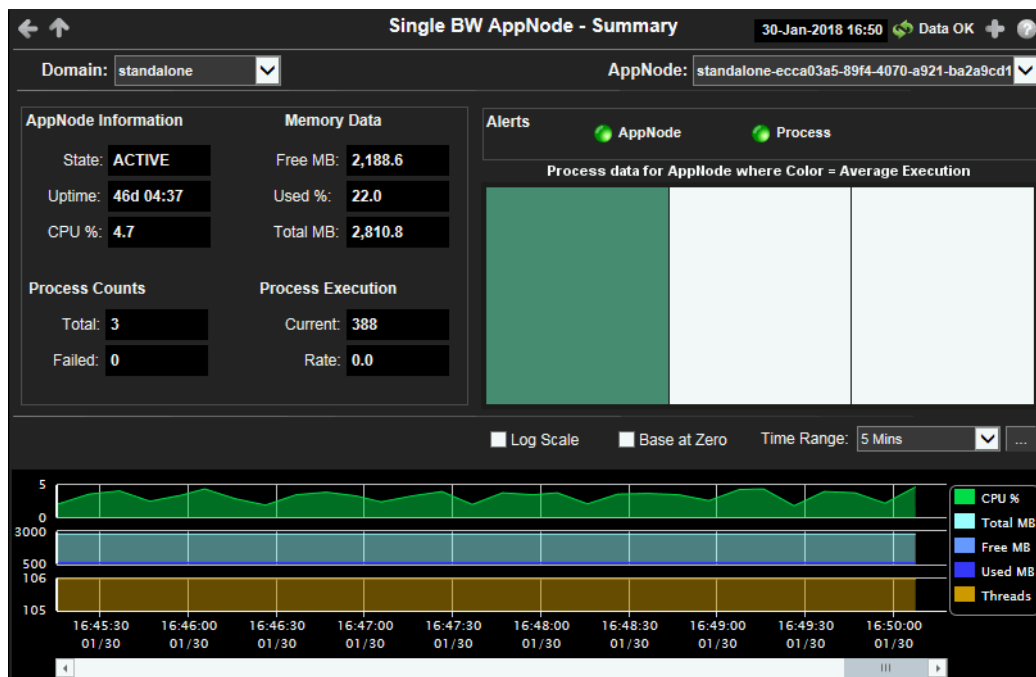 Single BW AppNode - Summary
30-Jan-2018 16:50 Data OK
?
Domain: standalone
AppNode: standalone-ecca03a5-89f4-4070-a921-ba2a9cd1
AppNode Information
State: ACTIVE
Uptime: 46d 04:37
CPU %: 4.7
Memory Data
Free MB: 2,188.6
Used %: 22.0
Total MB: 2,810.8
Process Counts
Total: 3
Failed: 0
Process Execution
Current: 388
Rate: 0.0
Alerts
AppNode
Process
Process data for AppNode where Color = Average Execution
Log Scale
Base at Zero
Time Range: 5 Mins
...
5
0
3000
500
106
105
16:45:30 16:46:00 16:46:30 16:47:00 16:47:30 16:48:00 16:48:30 16:49:00 16:49:30 16:50:00
01/30 01/30 01/30 01/30 01/30 01/30 01/30 01/30 01/30 01/30
CPU %
Total MB
Free MB
Used MB
Threads